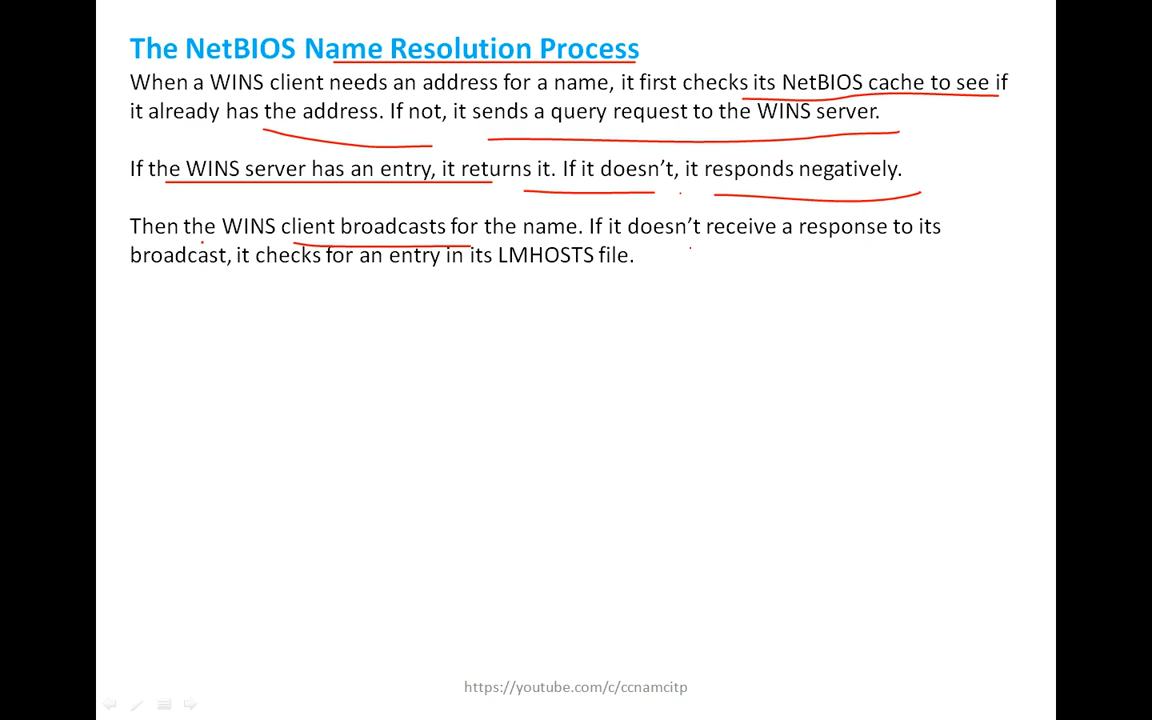 The NetBIOS Name Resolution Process
When a WINS client needs an address for a name, it first checks its NetBIOS cache to see if
it already has the address. If not, it sends a query request to the WINS server.
If the WINS server has an entry, it returns it. If it doesn’t, it responds negatively.
Then the WINS client broadcasts for the name. If it doesn’t receive a response to its
broadcast, it checks for an entry in its LMHOSTS file.
https://youtube.com/c/ccnamcitp